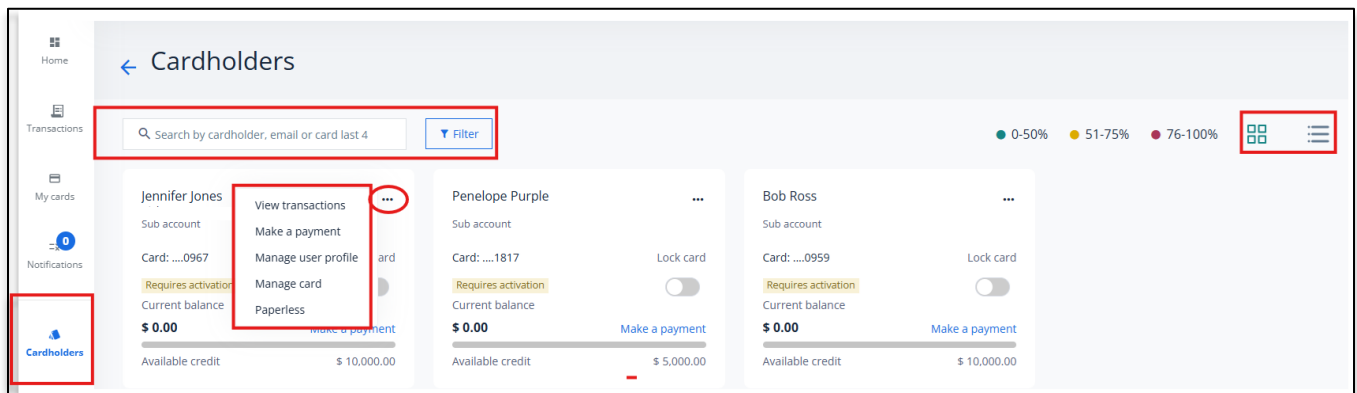 Home
Transactions
My cards
0
Notifications
Cardholders
← Cardholders
Search by cardholder, email or card last 4
Filter
0-50% 51-75% 76-100%
Jennifer Jones ...
Sub account
Card: ....0967 ard
Requires activation
Current balance
$ 0.00 Make a payment
Available credit $ 10,000.00
View transactions
Make a payment
Manage user profile
Manage card
Paperless
Penelope Purple ...
Sub account
Card: ....1817 Lock card
Requires activation
Current balance
$ 0.00 Make a payment
Available credit $ 5,000.00
Bob Ross ...
Sub account
Card: ....0959 Lock card
Requires activation
Current balance
$ 0.00 Make a payment
Available credit $ 10,000.00